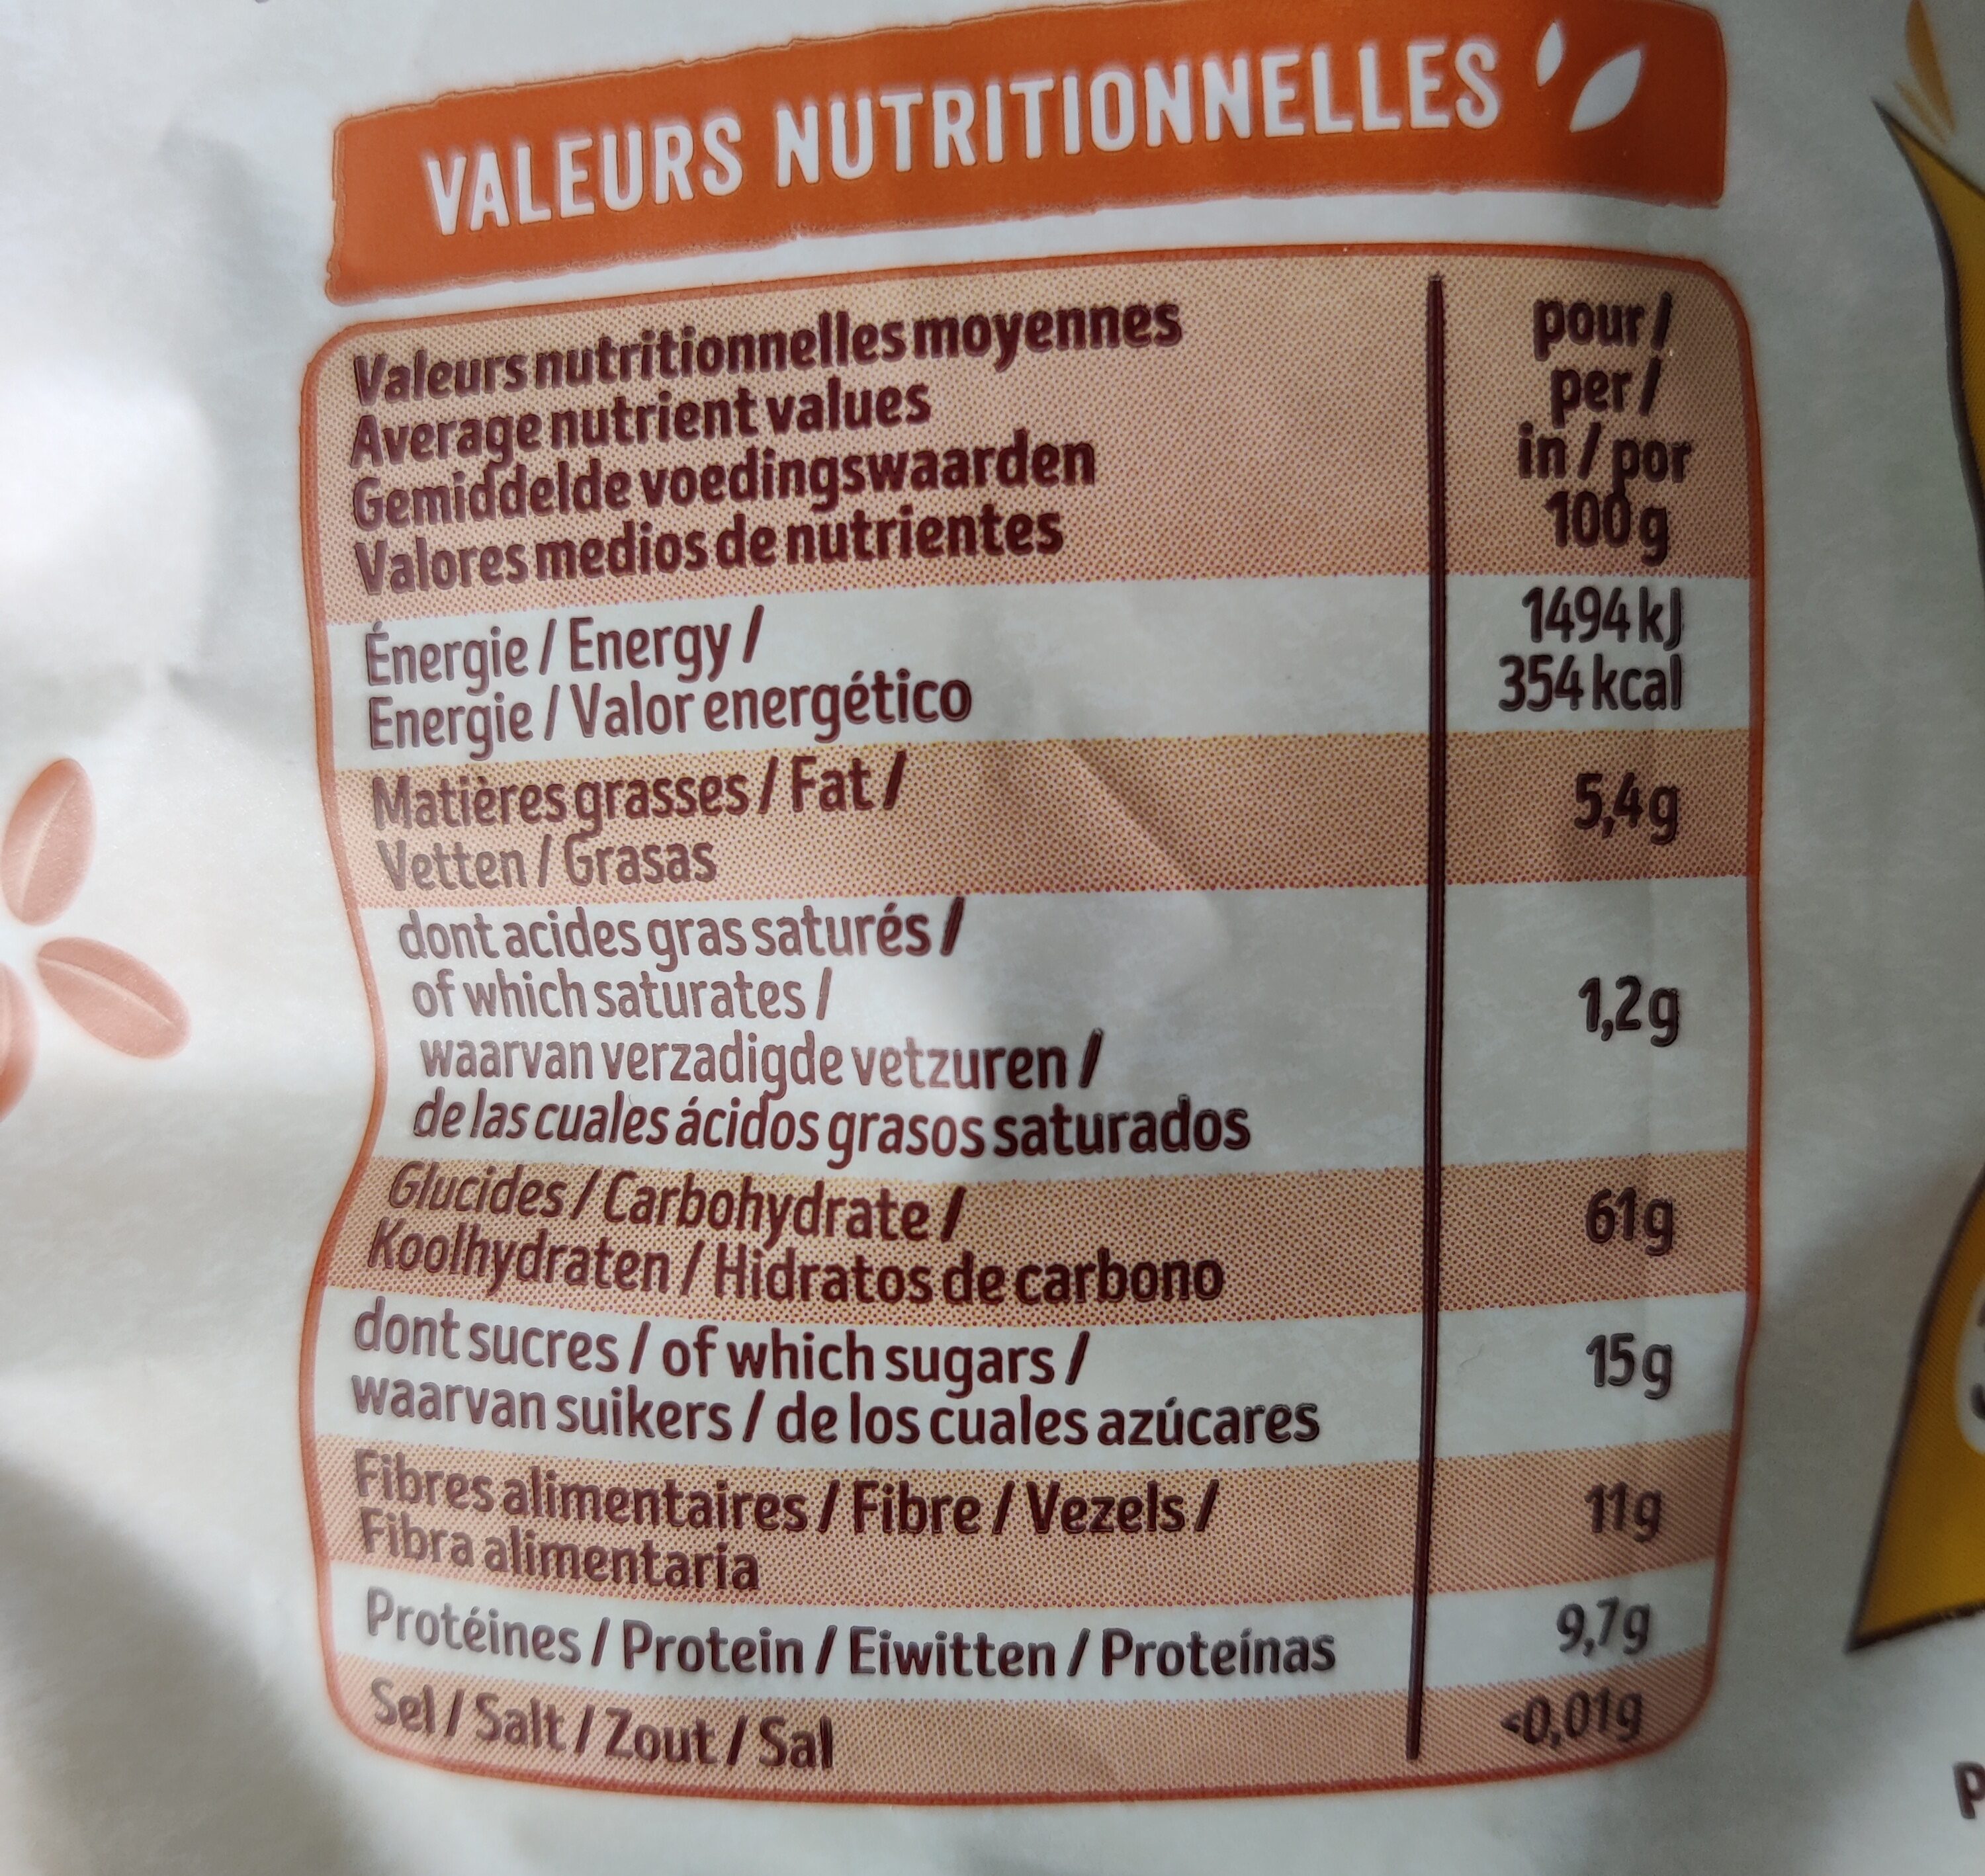 VALEURS NUTRITIONNELLES
Valeurs nutritionnelles moyennes
Average nutrient values
Gemiddelde voedingswaarden
Valores medios de nutrientes
pour /
per /
in / por
100g
Énergie / Energy /
Energie / Valor energético
1494 kJ
354 kcal
Matières grasses / Fat /
Vetten / Grasas
5,4g
dont acides gras saturés /
of which saturates /
waarvan verzadigde vetzuren /
de las cuales ácidos grasos saturados
1,2g
Glucides / Carbohydrate /
Koolhydraten / Hidratos de carbono
61g
dont sucres / of which sugars /
waarvan suikers / de los cuales azúcares
15g
Fibres alimentaires / Fibre / Vezels /
Fibra alimentaria
11g
Protéines / Protein / Eiwitten / Proteínas
9,7g
Sel / Salt / Zout / Sal
<0,01g